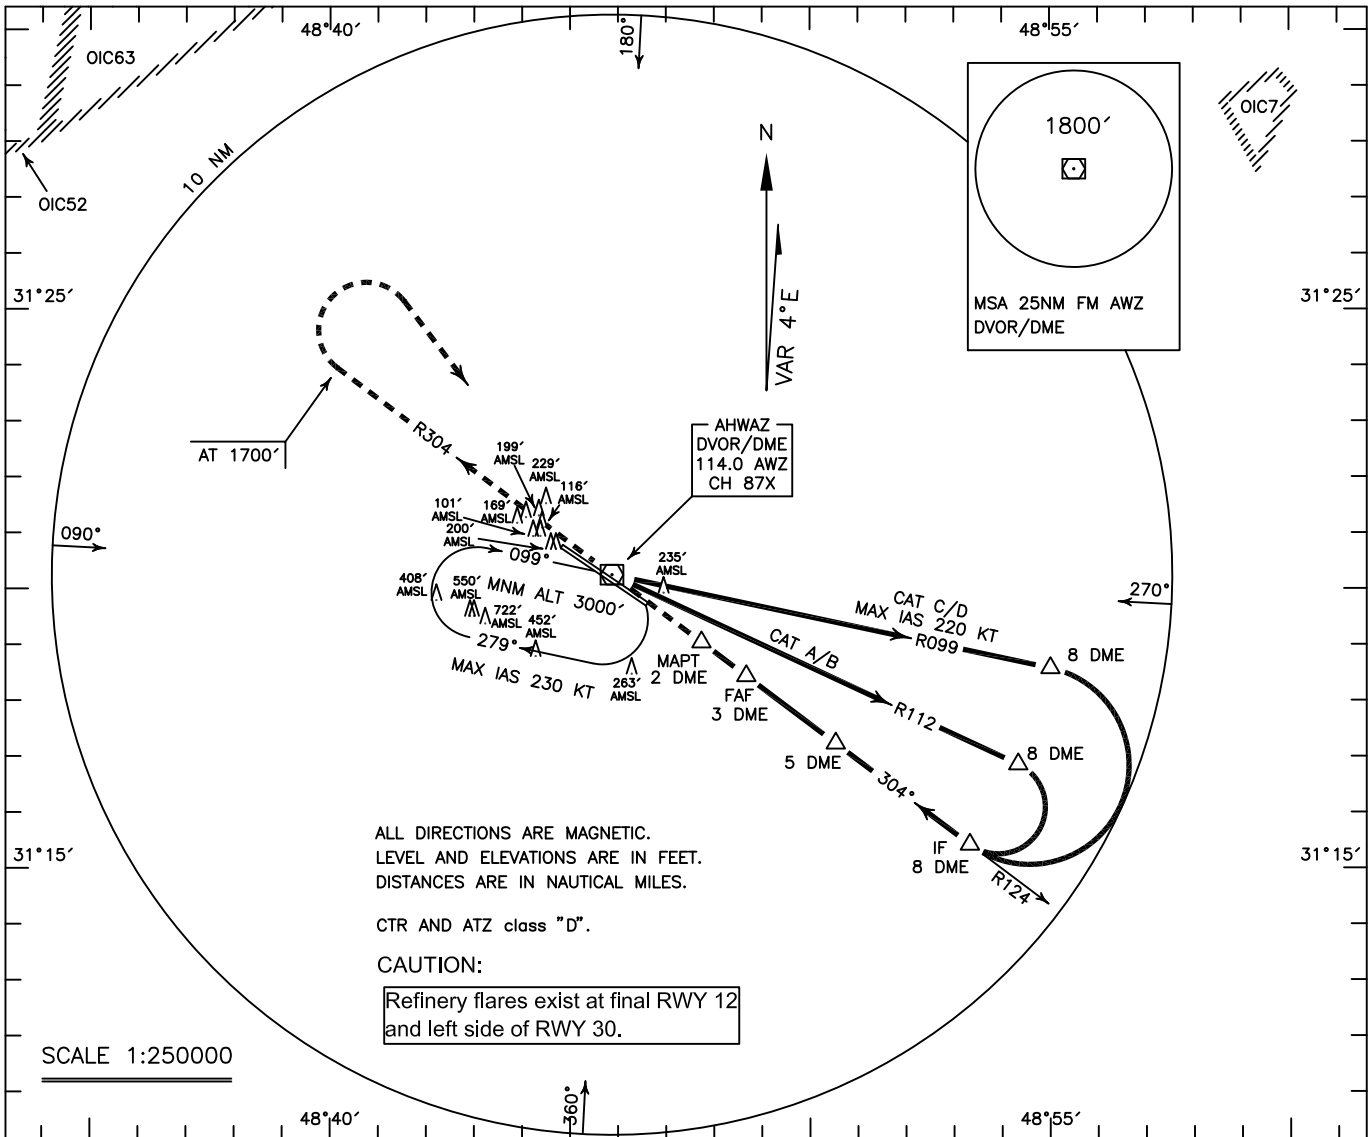 48°40′
180°
48°55′
OIC63
OIC7
10 NM
OIC52
1800′
N
31°25′
31°25′
VAR 4°E
MSA 25NM FM AWZ
DVOR/DME
AT 1700′
R304
AHWAZ
DVOR/DME
114.0 AWZ
CH 87X
199′
AMSL
229′
AMSL
116′
AMSL
169′
AMSL
101′
AMSL
200′
AMSL
090°
099°
235′
AMSL
270°
408′
AMSL
550′
AMSL
MNM ALT 3000′
722′
AMSL
452′
AMSL
279°
MAX IAS 230 KT
263′
AMSL
CAT C/D
MAX IAS 220 KT
R099
8 DME
CAT A/B
MAPT
2 DME
FAF
3 DME
R112
8 DME
5 DME
304°
IF
8 DME
R124
31°15′
31°15′
ALL DIRECTIONS ARE MAGNETIC.
LEVEL AND ELEVATIONS ARE IN FEET.
DISTANCES ARE IN NAUTICAL MILES.
CTR AND ATZ class "D".
CAUTION:
Refinery flares exist at final RWY 12
and left side of RWY 30.
SCALE 1:250000
48°40′
360°
48°55′